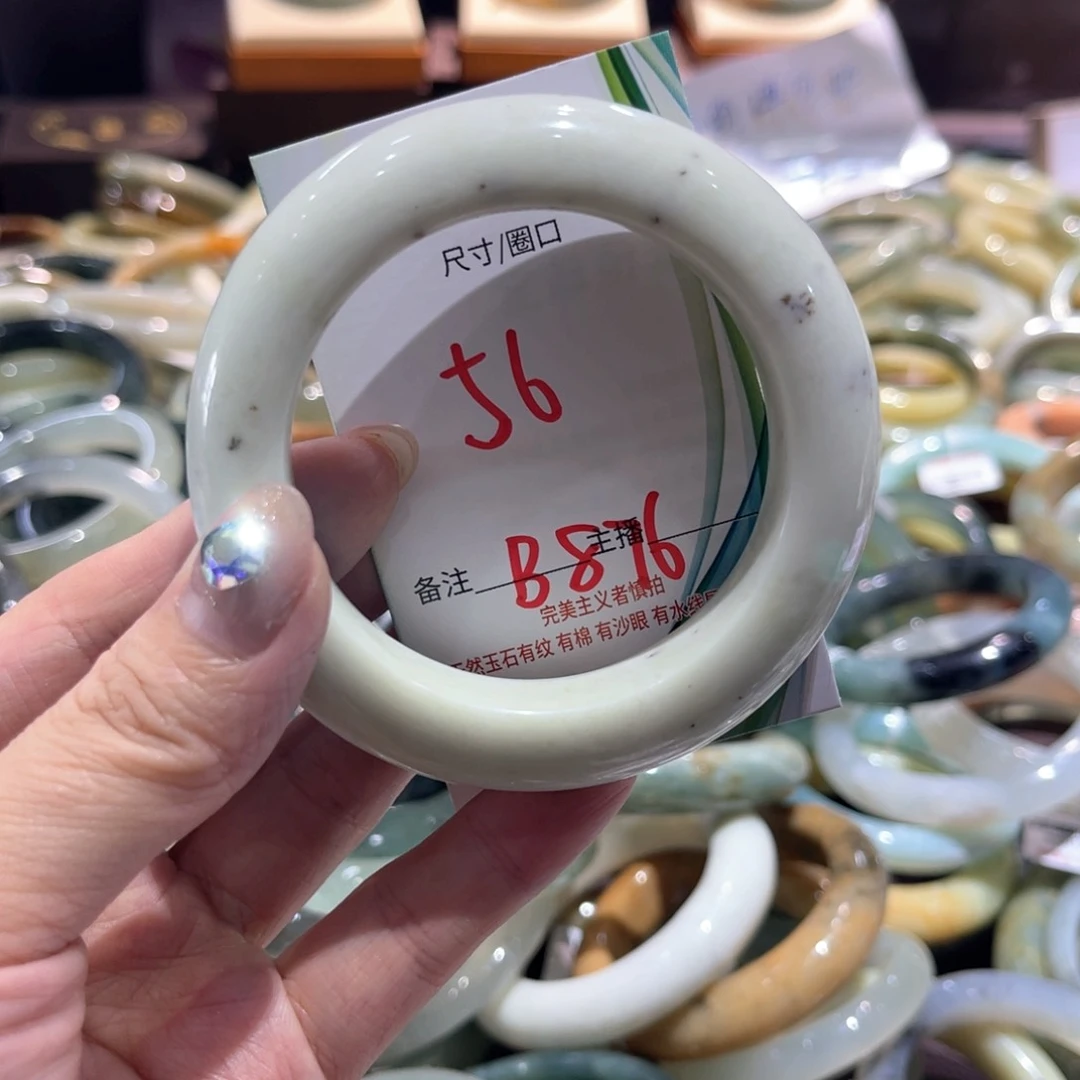 尺寸/圈口
56
主播
备注 B876
完美主义者慎拍
然玉石有纹 有棉 有沙眼 有水线